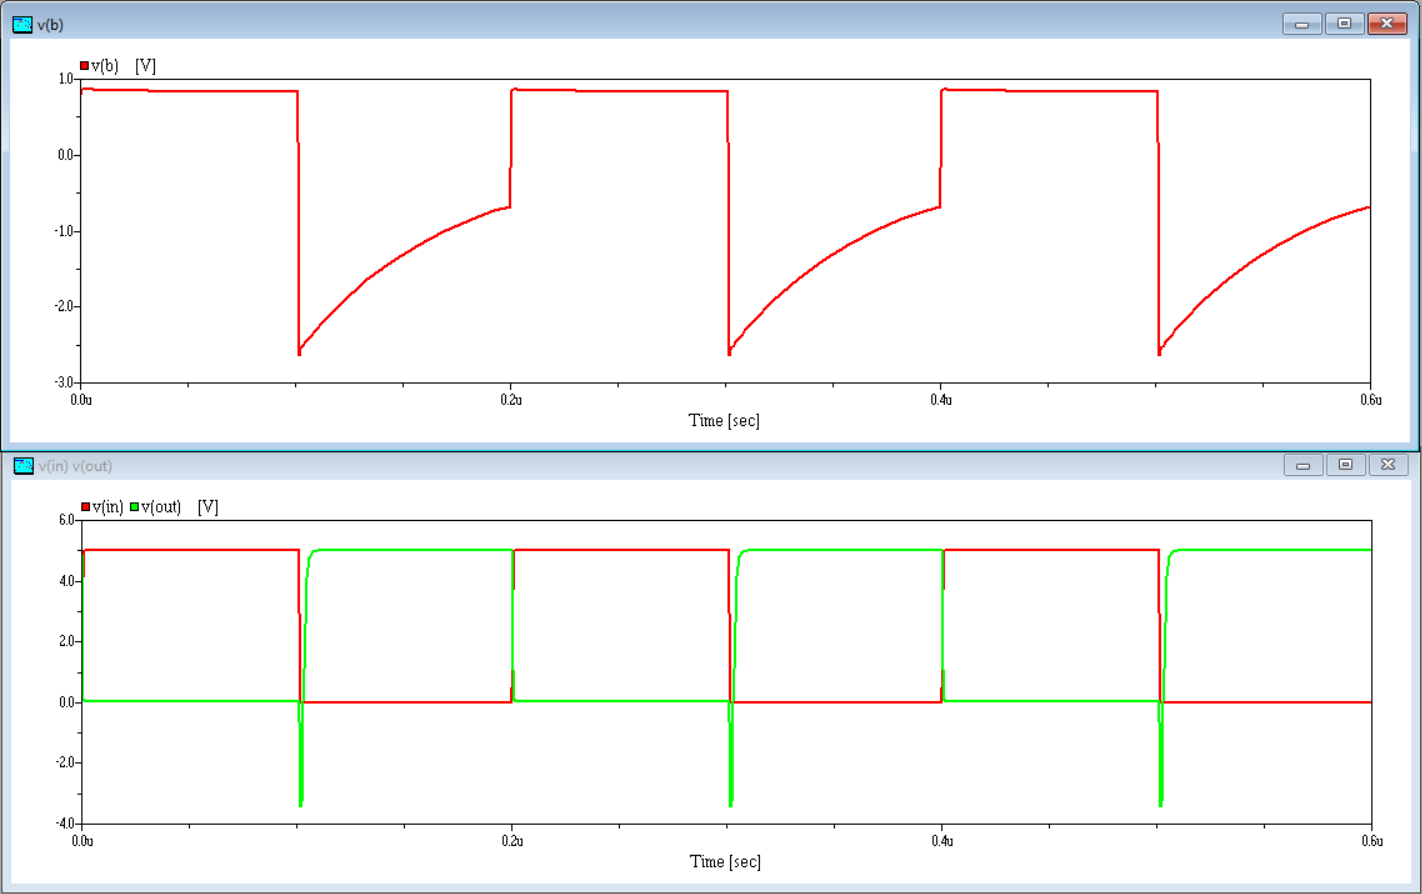 v(b)
v(b) [V]
1.0
0.0
-1.0
-2.0
-3.0
0.0u 0.2u 0.4u 0.6u
Time [sec]
v(in) v(out)
v(in) v(out) [V]
6.0
4.0
2.0
0.0
-2.0
-4.0
0.0u 0.2u 0.4u 0.6u
Time [sec]